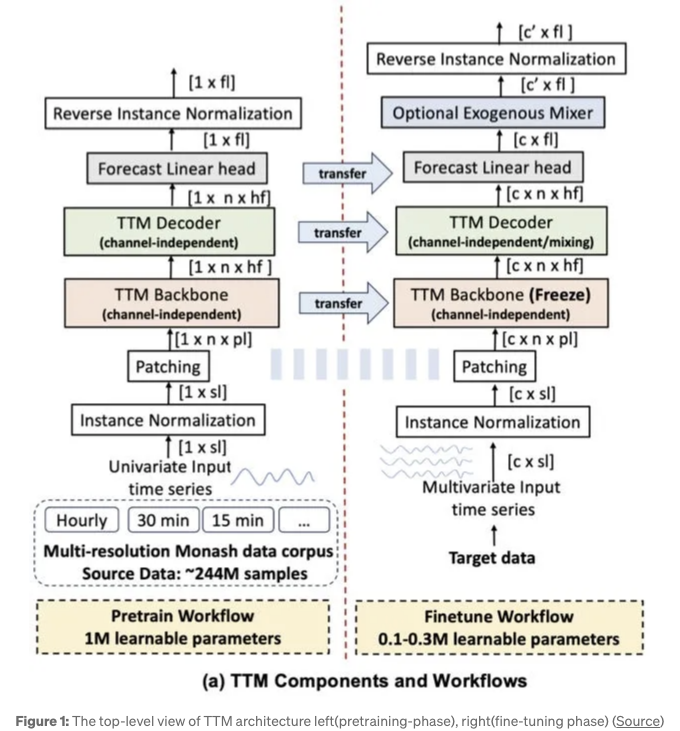 [1 x fl]
Reverse Instance Normalization
[1 x fl]
Forecast Linear head
[1 x n x hf]
TTM Decoder
(channel-independent)
[1 x n x hf ]
TTM Backbone
(channel-independent)
[1 x n x pl]
Patching
[1 x sl]
Instance Normalization
[1 x sl]
Univariate Input
time series
Hourly
30 min
15 min
...
Multi-resolution Monash data corpus
Source Data: ~244M samples
Pretrain Workflow
1M learnable parameters
transfer
transfer
transfer
[c' x fl ]
Reverse Instance Normalization
[c' x fl ]
Optional Exogenous Mixer
[c x fl]
Forecast Linear head
[c x n x hf]
TTM Decoder
(channel-independent/mixing)
[c x n x hf]
TTM Backbone (Freeze)
(channel-independent)
[c x n x pl]
Patching
[c x sl]
Instance Normalization
[c x sl]
Multivariate Input
time series
Target data
Finetune Workflow
0.1-0.3M learnable parameters
(a) TTM Components and Workflows
Figure 1: The top-level view of TTM architecture left(pretraining-phase), right(fine-tuning phase) (Source)